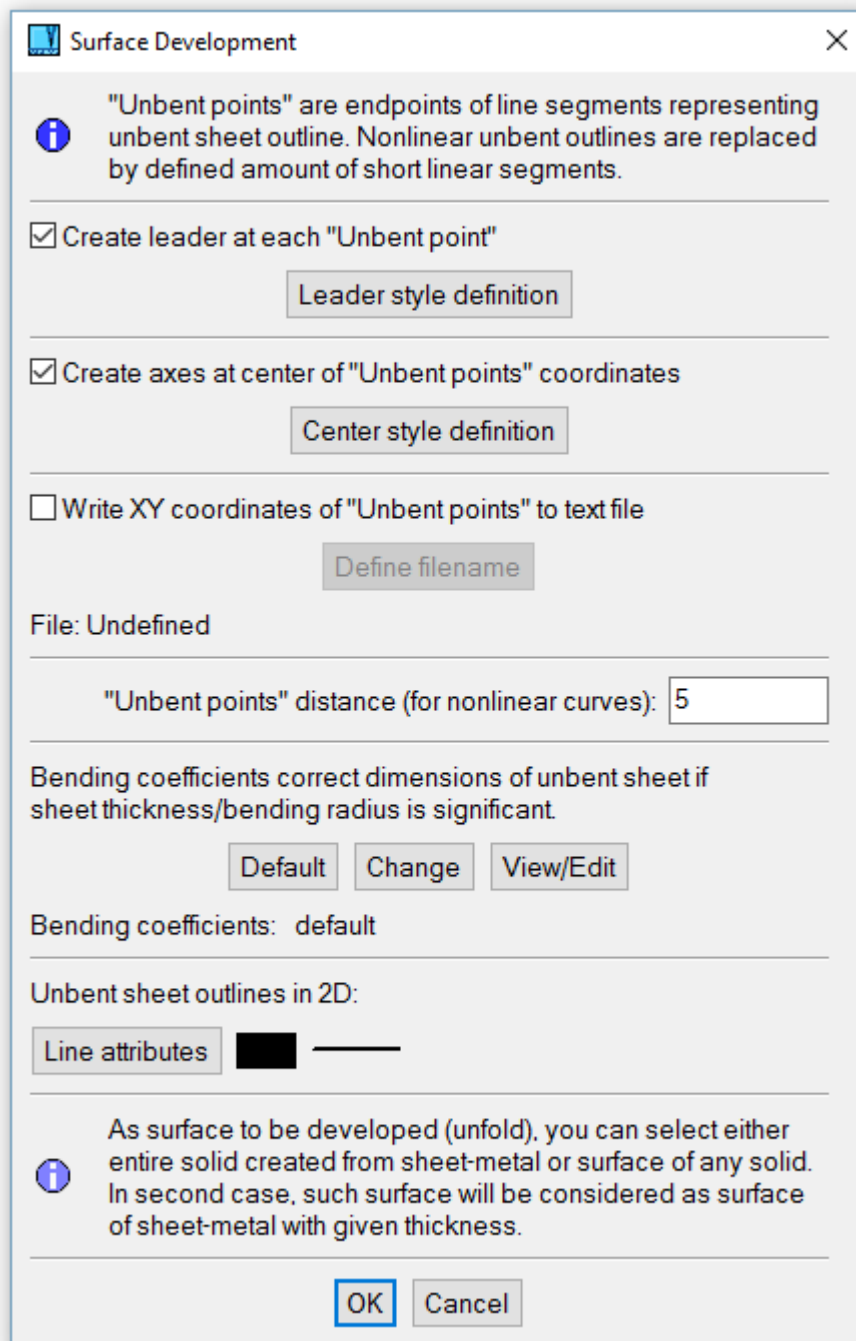 Surface Development
"Unbent points" are endpoints of line segments representing
unbent sheet outline. Nonlinear unbent outlines are replaced
by defined amount of short linear segments.
Create leader at each "Unbent point"
Leader style definition
Create axes at center of "Unbent points" coordinates
Center style definition
Write XY coordinates of "Unbent points" to text file
Define filename
File: Undefined
"Unbent points" distance (for nonlinear curves): 5
Bending coefficients correct dimensions of unbent sheet if
sheet thickness/bending radius is significant.
Default Change View/Edit
Bending coefficients: default
Unbent sheet outlines in 2D:
Line attributes
As surface to be developed (unfold), you can select either
entire solid created from sheet-metal or surface of any solid.
In second case, such surface will be considered as surface
of sheet-metal with given thickness.
OK Cancel